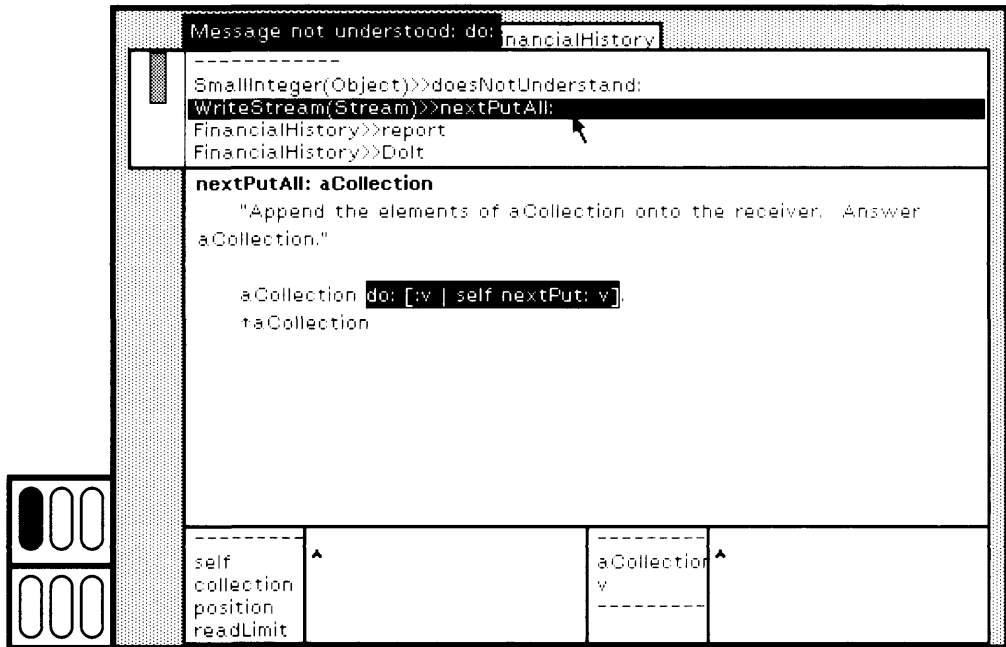 Message not understood: do:
nancialHistory
------------
SmallInteger(Object)>>doesNotUnderstand:
WriteStream(Stream)>>nextPutAll:
FinancialHistory>>report
FinancialHistory>>DoIt
nextPutAll: aCollection
"Append the elements of aCollection onto the receiver. Answer
aCollection."
aCollection do: [:v | self nextPut: v].
↑aCollection
----------
self
collection
position
readLimit
----------
aCollection
v
----------